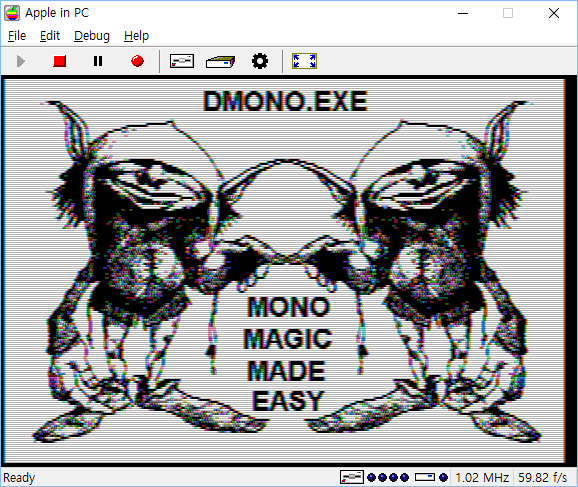 Apple in PC
File Edit Debug Help
DMONO.EXE
MONO
MAGIC
MADE
EASY
Ready 1.02 MHz 59.82 f/s